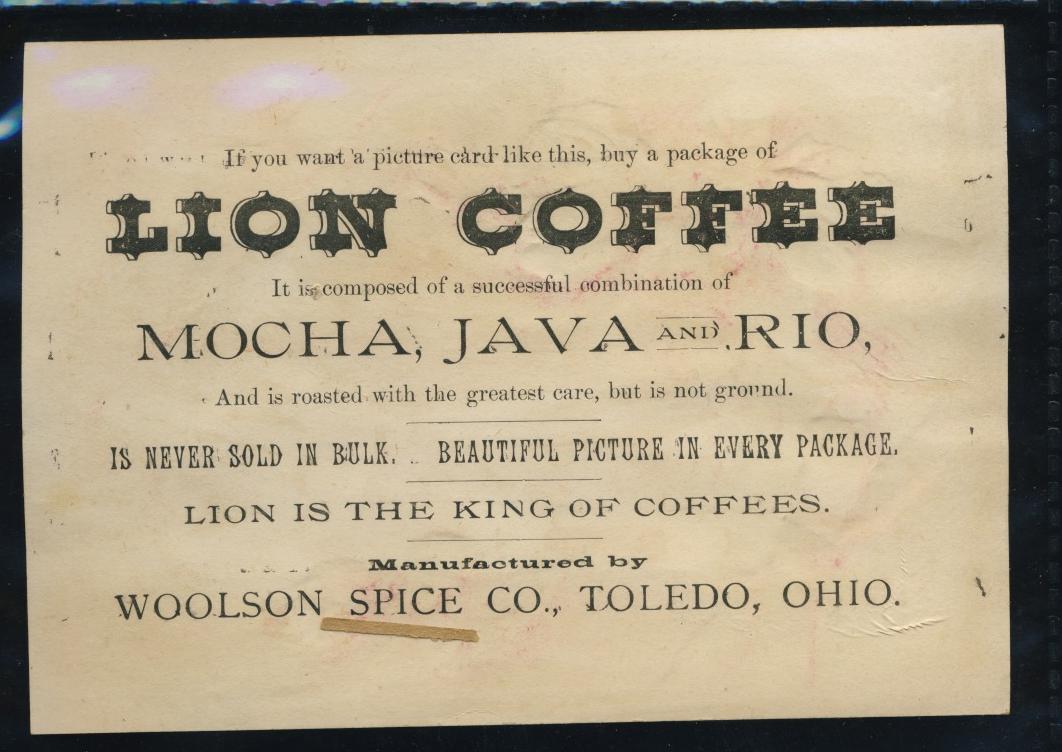 If you want a picture card like this, buy a package of
LION COFFEE
It is composed of a successful combination of
MOCHA, JAVA AND RIO,
And is roasted with the greatest care, but is not ground.
IS NEVER SOLD IN BULK. BEAUTIFUL PICTURE IN EVERY PACKAGE.
LION IS THE KING OF COFFEES.
Manufactured by
WOOLSON SPICE CO., TOLEDO, OHIO.